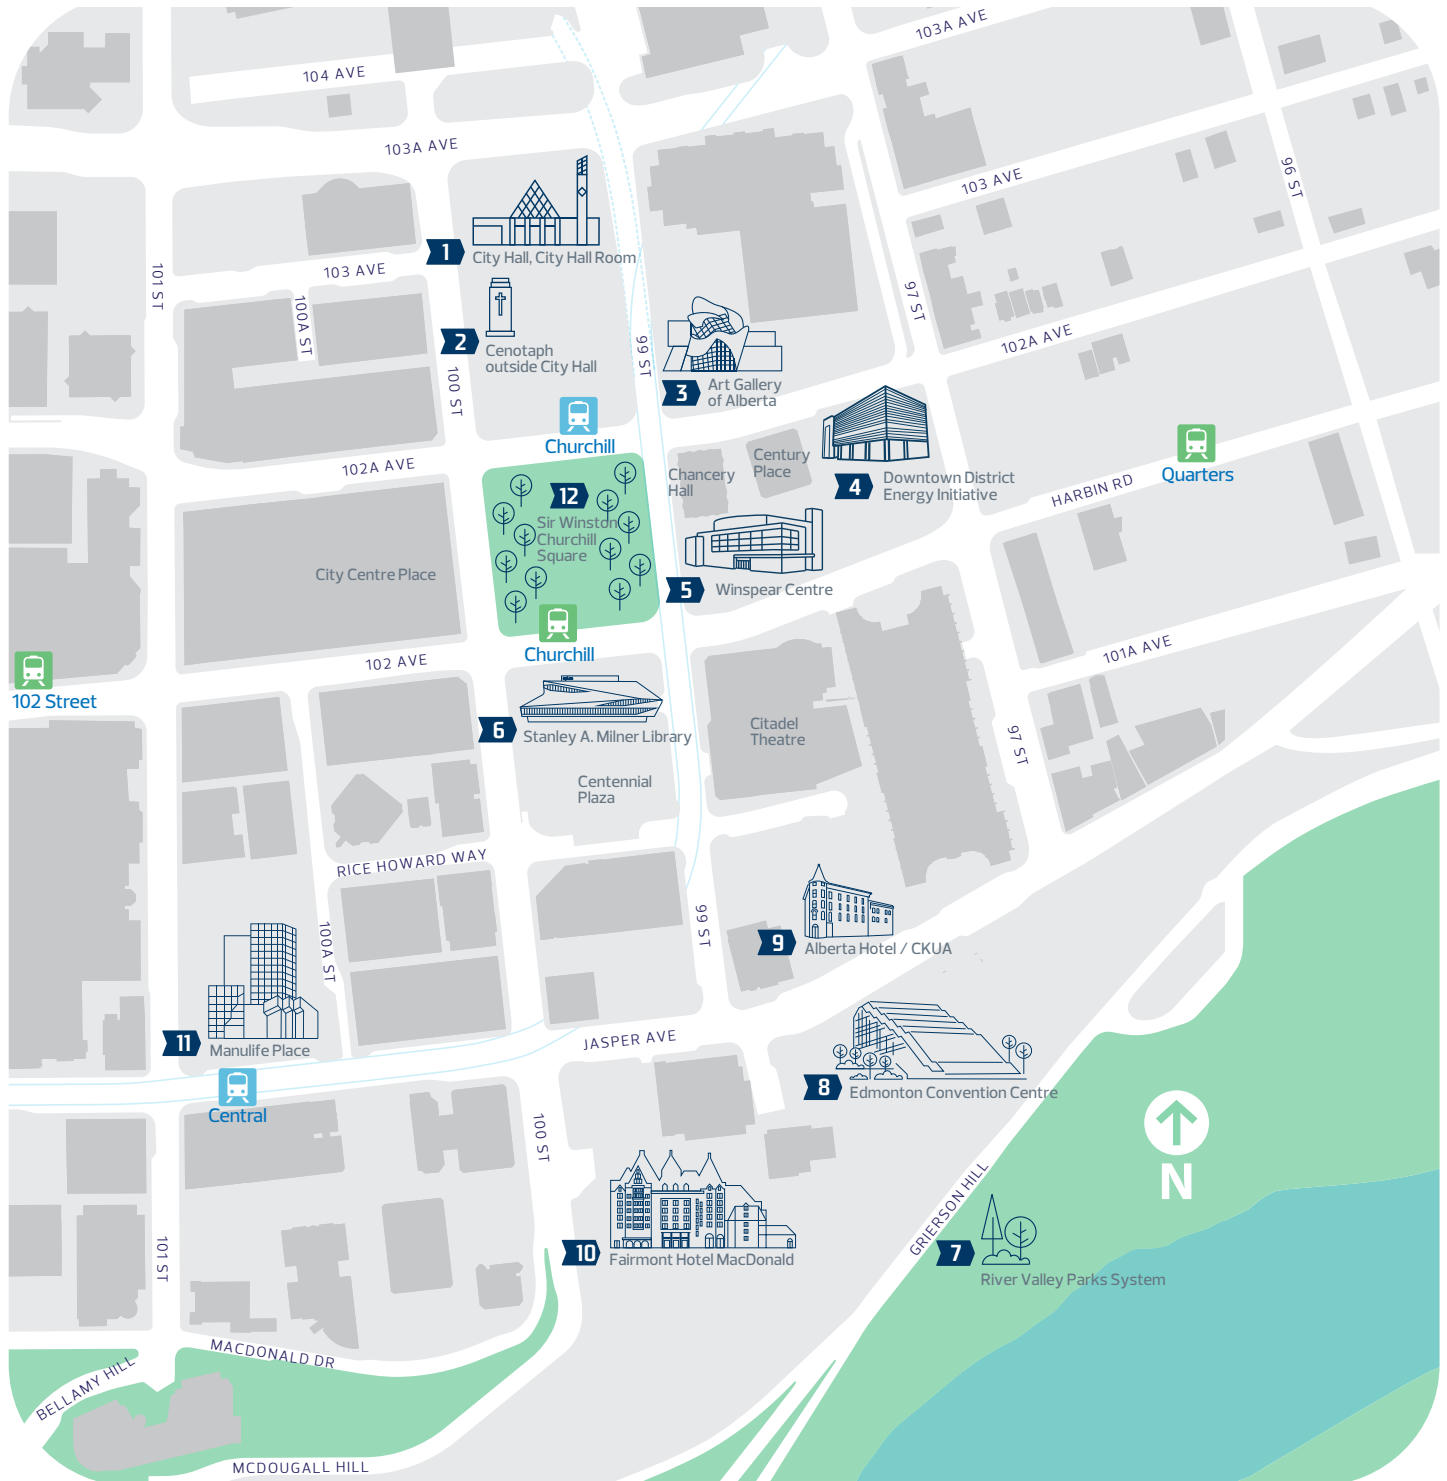 103A AVE
104 AVE
103A AVE
96 ST
103 AVE
1
City Hall, City Hall Room
101 ST
103 AVE
100A ST
97 ST
2
Cenotaph
outside City Hall
99 ST
102A AVE
3
Art Gallery
of Alberta
100 ST
Churchill
102A AVE
Century
Place
Chancery
Hall
4
Downtown District
Energy Initiative
Quarters
HARBIN RD
12
Sir Winston
Churchill
Square
City Centre Place
5
Winspear Centre
Churchill
102 AVE
101A AVE
102 Street
6
Stanley A. Milner Library
Citadel
Theatre
97 ST
Centennial
Plaza
RICE HOWARD WAY
99 ST
100A ST
9
Alberta Hotel / CKUA
11
Manulife Place
JASPER AVE
8
Edmonton Convention Centre
Central
100 ST
N
GRIERSON HILL
101 ST
10
Fairmont Hotel MacDonald
7
River Valley Parks System
MACDONALD DR
BELLAMY HILL
MCDOUGALL HILL